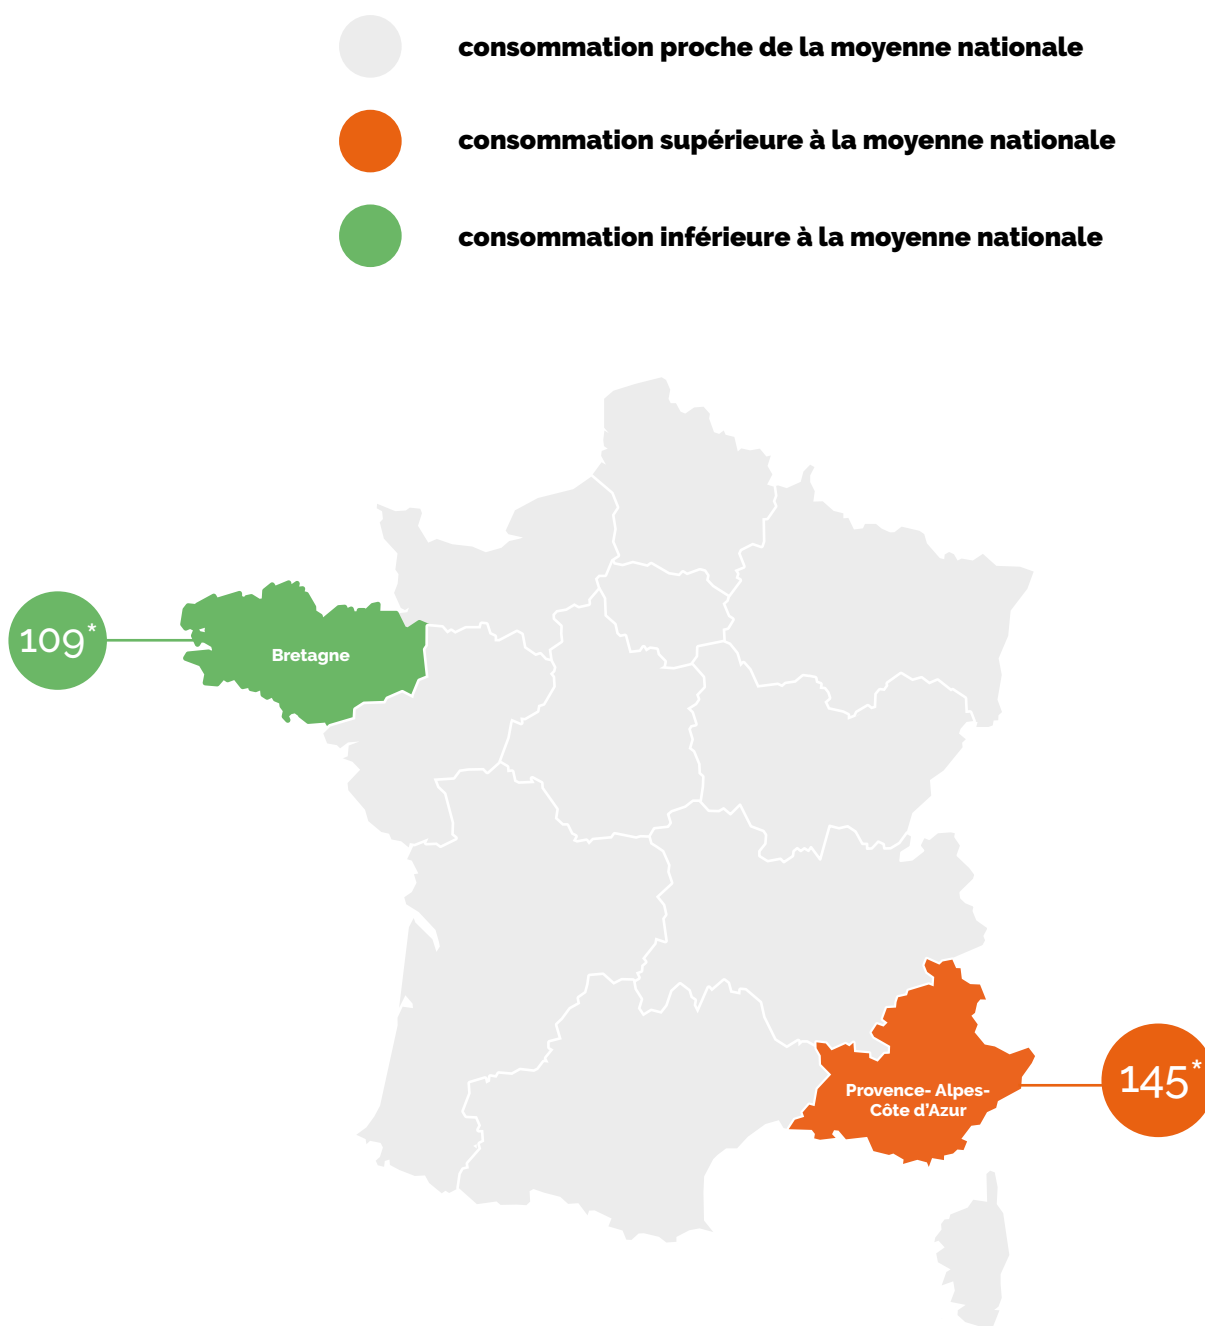 consommation proche de la moyenne nationale
consommation supérieure à la moyenne nationale
consommation inférieure à la moyenne nationale
109*
Bretagne
Provence- Alpes-
Côte d'Azur
145*